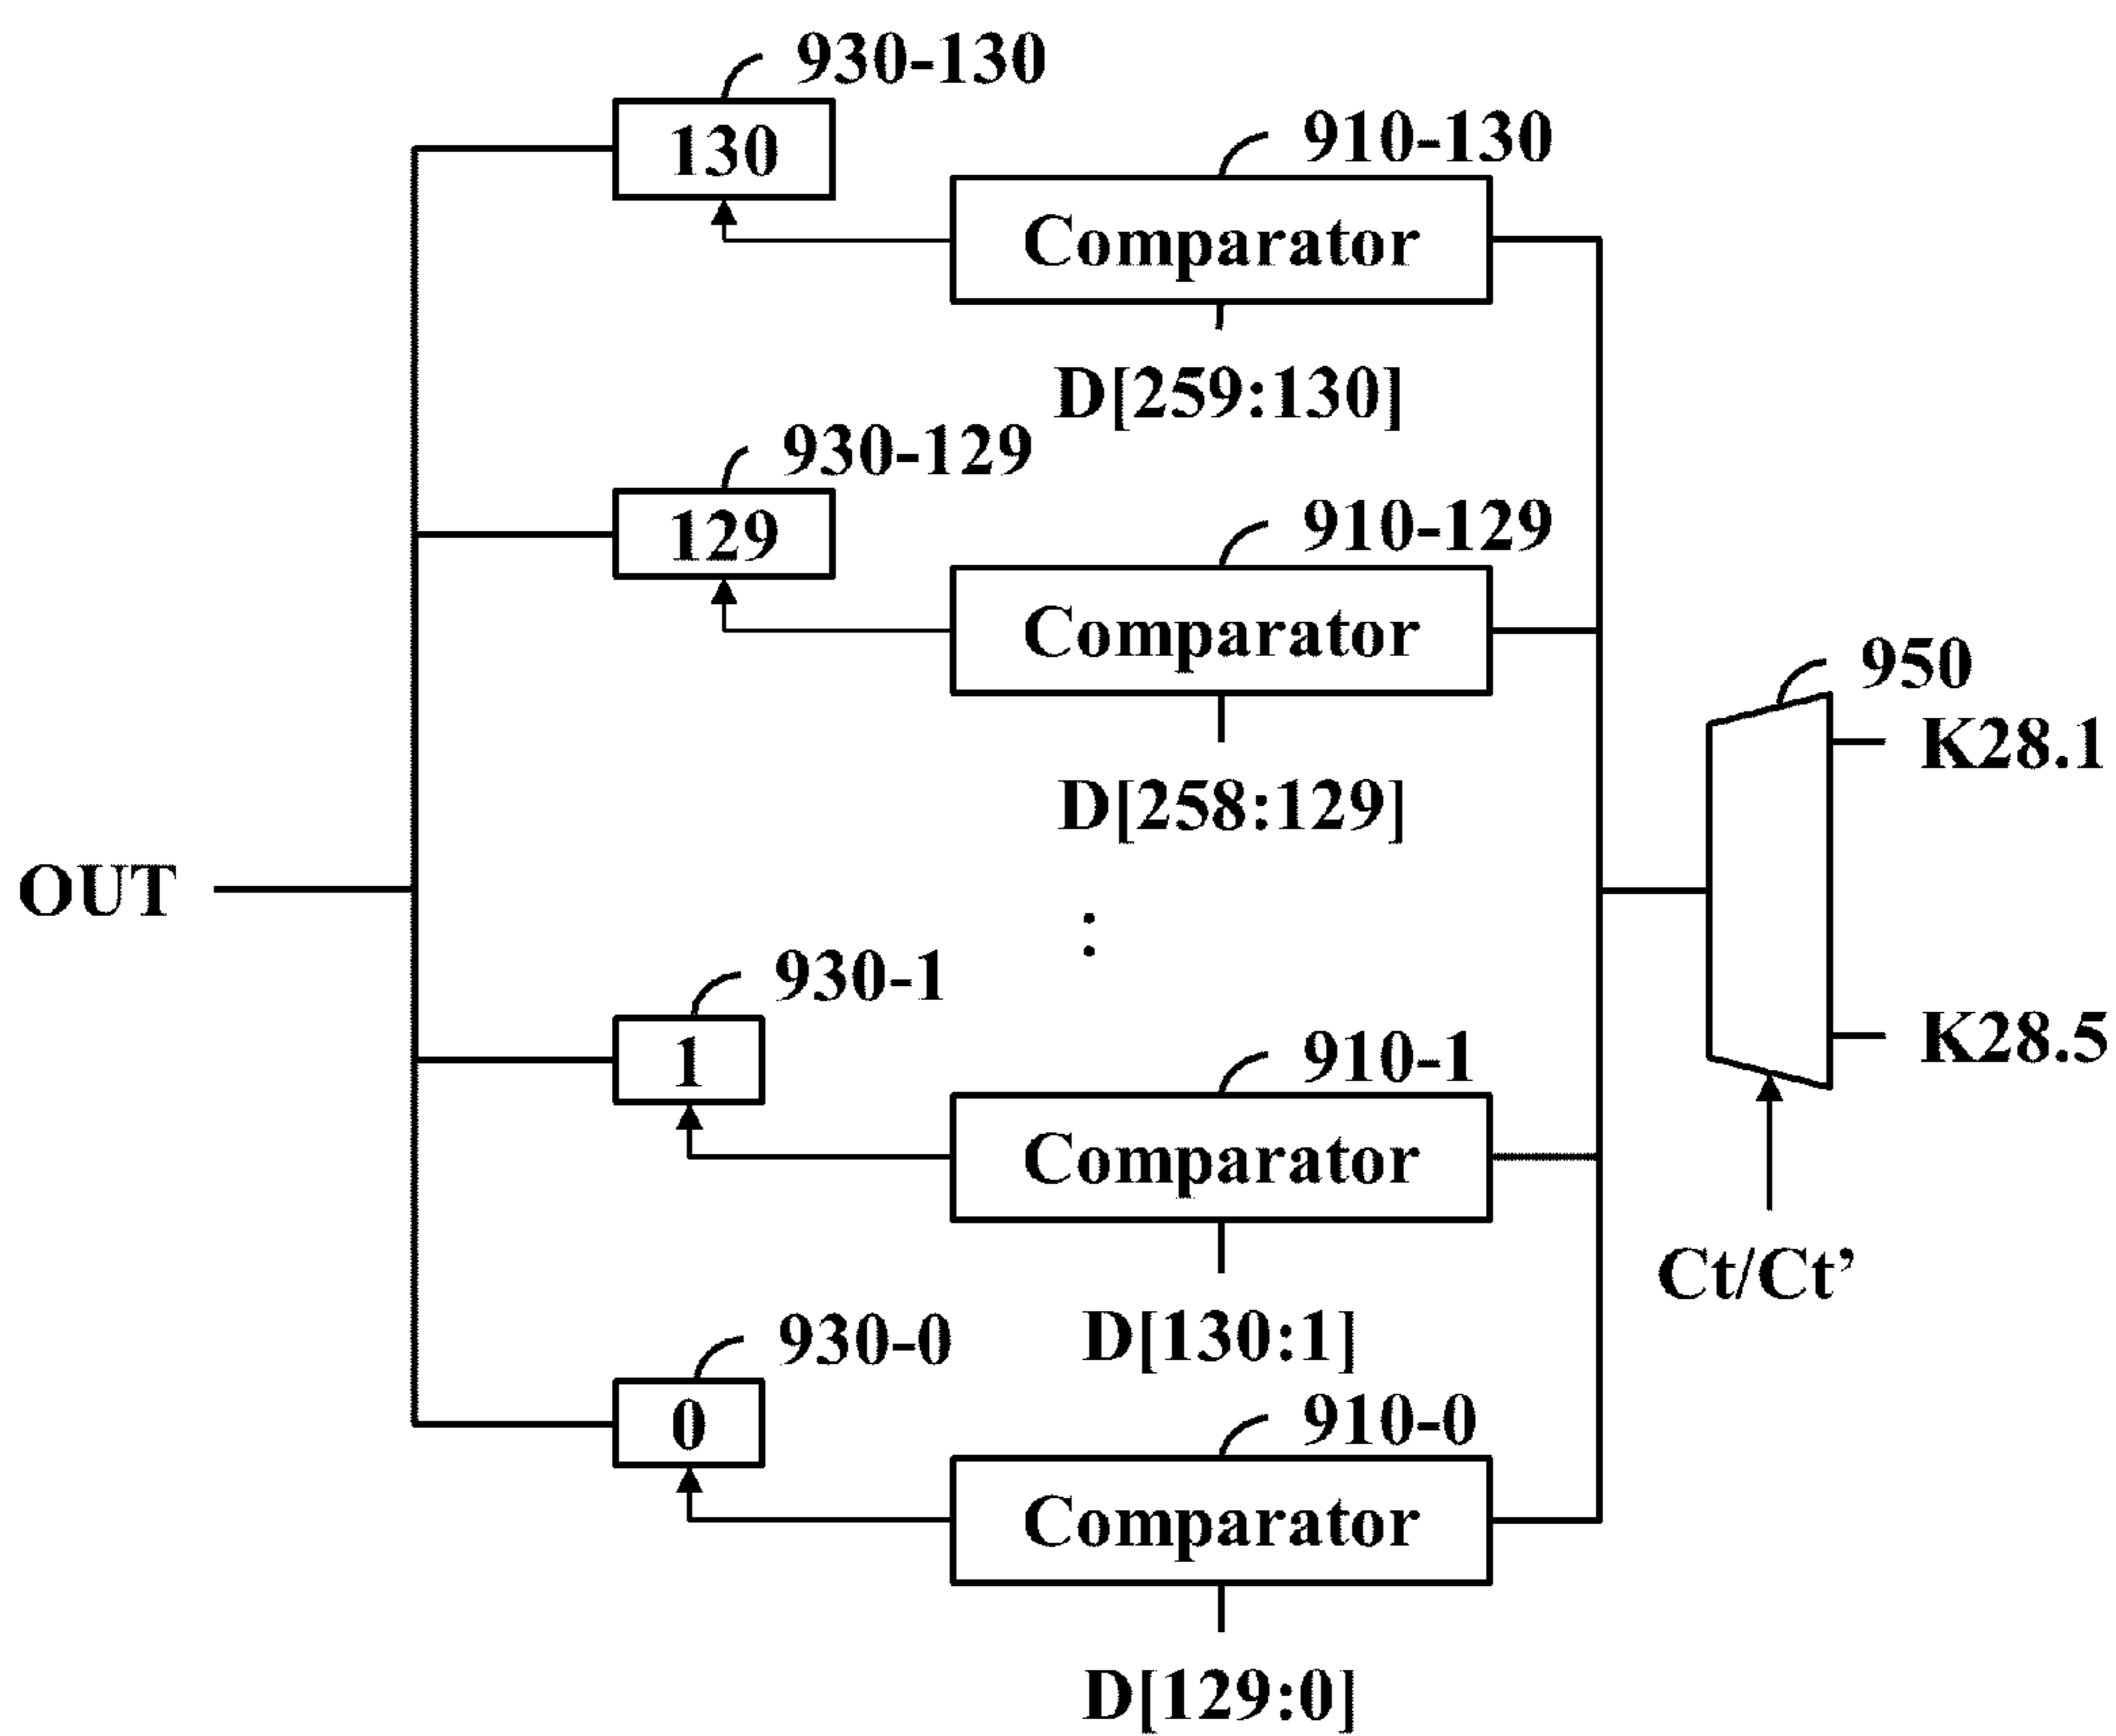 930-130
130
910-130
Comparator
D[259:130]
930-129
129
910-129
Comparator
D[258:129]
950
K28.1
OUT
:
930-1
1
910-1
Comparator
K28.5
Ct/Ct’
D[130:1]
930-0
0
910-0
Comparator
D[129:0]